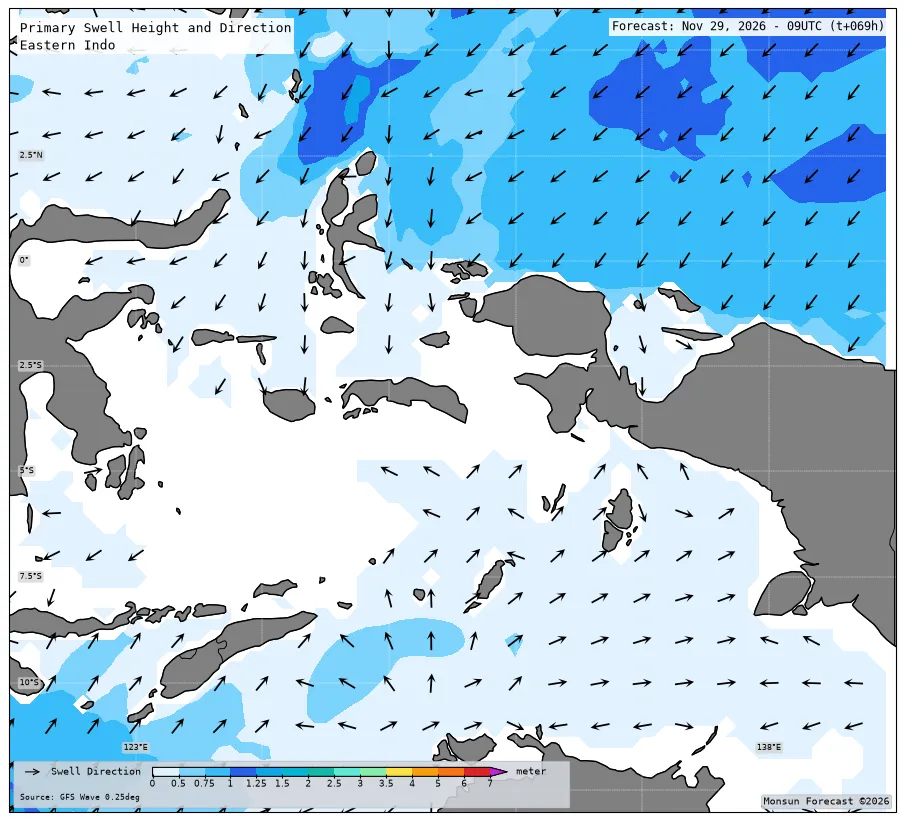 Primary Swell Height and Direction
Eastern Indo
Forecast: Nov 29, 2026 - 09UTC (t+069h)
2.5°N
0°
2.5°S
5°S
7.5°S
10°S
123°E
138°E
Swell Direction
meter
0 0.5 0.75 1 1.25 1.5 2 2.5 3 3.5 4 5 6 7
Source: GFS Wave 0.25deg
Monsun Forecast ©2026